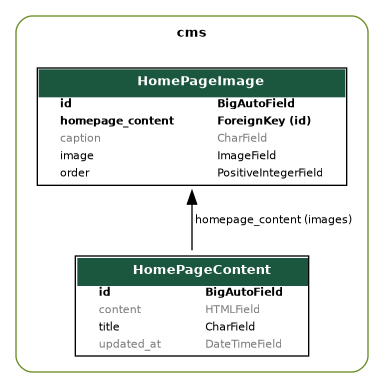 cms
HomePageImage
id BigAutoField
homepage_content ForeignKey (id)
caption CharField
image ImageField
order PositiveIntegerField
homepage_content (images)
HomePageContent
id BigAutoField
content HTMLField
title CharField
updated_at DateTimeField